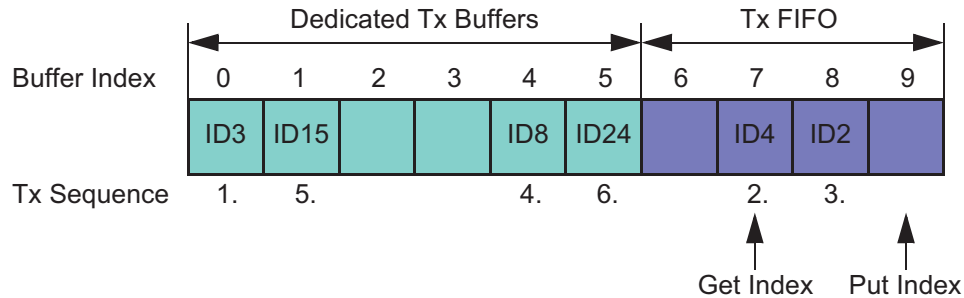 Dedicated Tx Buffers Tx FIFO
Buffer Index 0 1 2 3 4 5 6 7 8 9
ID3 ID15 ID8 ID24 ID4 ID2
Tx Sequence 1. 5. 4. 6. 2. 3.
Get Index Put Index